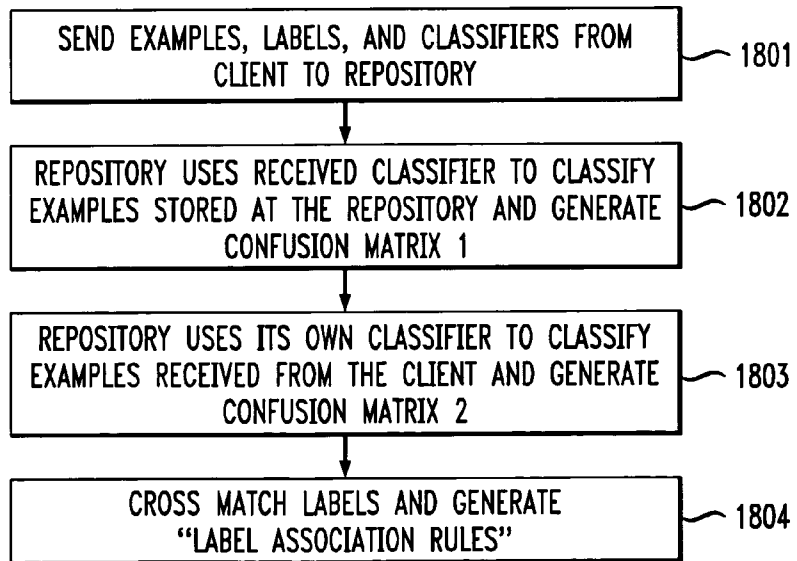 SEND EXAMPLES, LABELS, AND CLASSIFIERS FROM
CLIENT TO REPOSITORY
1801
REPOSITORY USES RECEIVED CLASSIFIER TO CLASSIFY
EXAMPLES STORED AT THE REPOSITORY AND GENERATE
CONFUSION MATRIX 1
1802
REPOSITORY USES ITS OWN CLASSIFIER TO CLASSIFY
EXAMPLES RECEIVED FROM THE CLIENT AND GENERATE
CONFUSION MATRIX 2
1803
CROSS MATCH LABELS AND GENERATE
“LABEL ASSOCIATION RULES”
1804